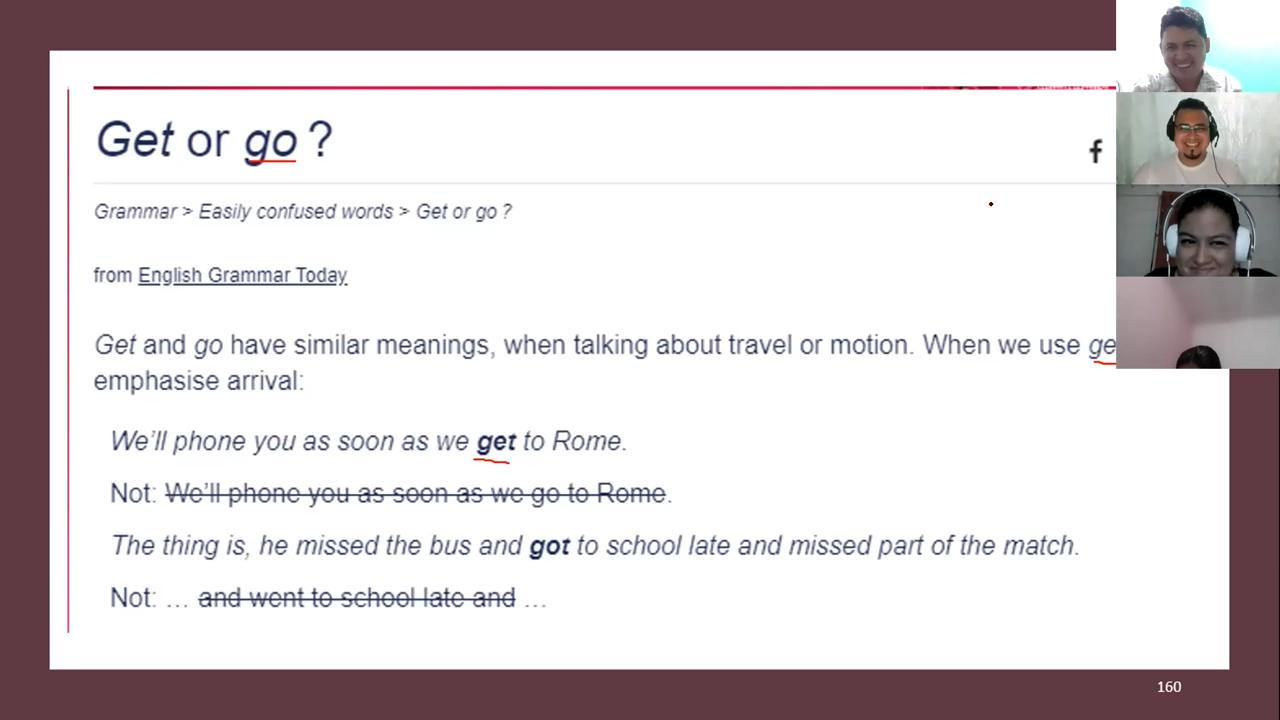 Get or go ?
f
Grammar > Easily confused words > Get or go ?
from English Grammar Today
Get and go have similar meanings, when talking about travel or motion. When we use ge
emphasise arrival:
We'll phone you as soon as we get to Rome.
Not: We'll phone you as soon as we go to Rome.
The thing is, he missed the bus and got to school late and missed part of the match.
Not: … and went to school late and …
160